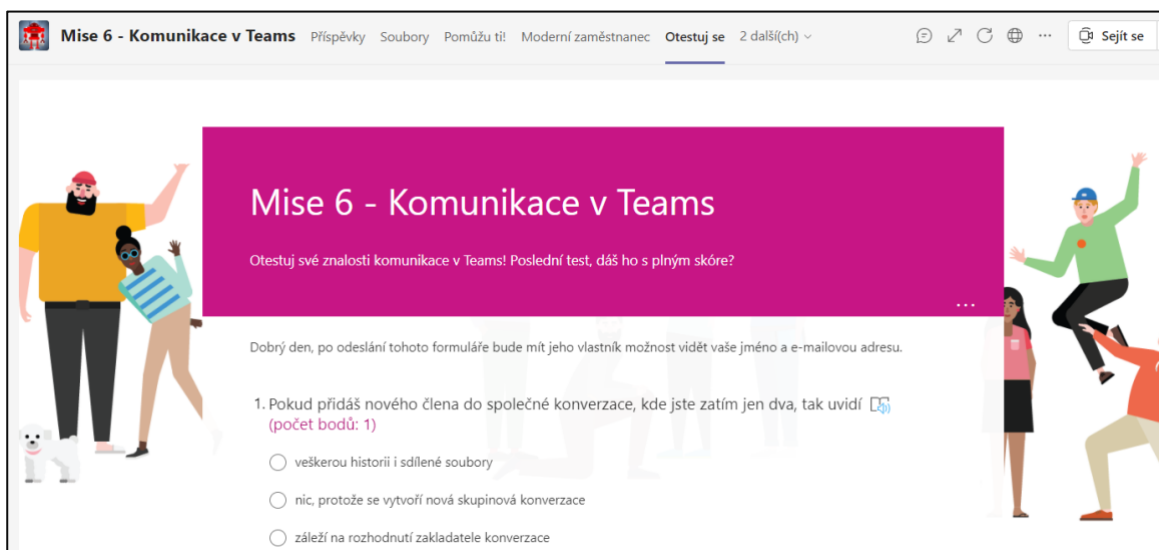 Mise 6 - Komunikace v Teams Příspěvky Soubory Pomůžu ti! Moderní zaměstnanec Otestuj se 2 další(ch) Sejít se
Mise 6 - Komunikace v Teams
Otestuj své znalosti komunikace v Teams! Poslední test, dáš ho s plným skóre?
Dobrý den, po odeslání tohoto formuláře bude mít jeho vlastník možnost vidět vaše jméno a e-mailovou adresu.
1. Pokud přidáš nového člena do společné konverzace, kde jste zatím jen dva, tak uvidí
(počet bodů: 1)
veškerou historii i sdílené soubory
nic, protože se vytvoří nová skupinová konverzace
záleží na rozhodnutí zakladatele konverzace